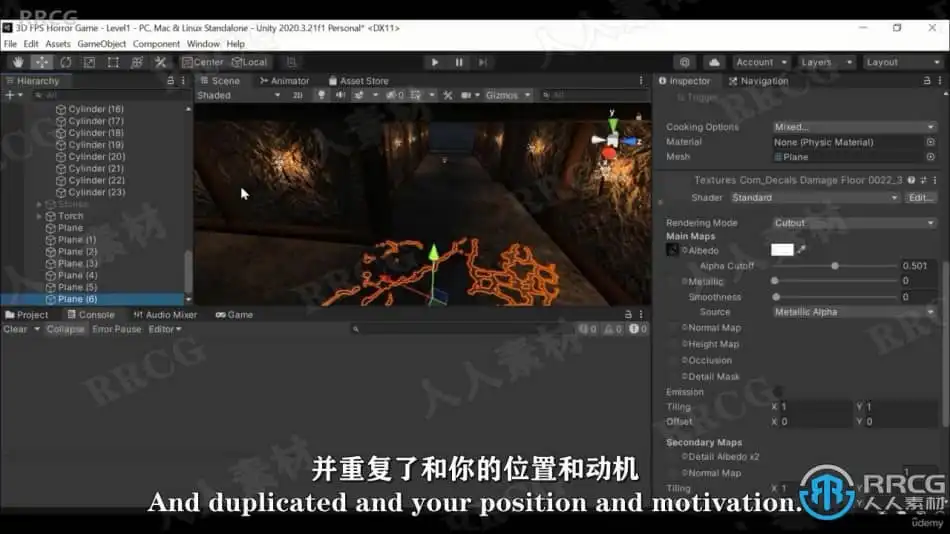 RRCG
3D FPS Horror Game - Level1 - PC, Mac & Linux Standalone - Unity 2020.3.21f1 Personal* <DX11>
File Edit Assets GameObject Component Window Help
Center Local
Account Layers Layout
Hierarchy
Scene Animator Asset Store
Inspector Navigation
All
Shaded 2D 0 Gizmos All
Is Trigger
Cylinder (16)
Cylinder (17)
Cylinder (18)
Cylinder (19)
Cylinder (20)
Cylinder (21)
Cylinder (22)
Cylinder (23)
Stones
Torch
Plane
Plane (1)
Plane (2)
Plane (3)
Plane (4)
Plane (5)
Plane (6)
y
z
Cooking Options Mixed...
Material None (Physic Material)
Mesh Plane
Textures Com_Decals Damage Floor 0022_3
Shader Standard Edit...
Rendering Mode Cutout
Main Maps
Albedo
Alpha Cutoff 0.501
Metallic 0
Smoothness 0
Source Metallic Alpha
Normal Map
Height Map
Occlusion
Detail Mask
Emission
Tiling X 1 Y 1
Offset X 0 Y 0
Secondary Maps
Detail Albedo x2
Normal Map 1
Tiling X 1 Y 1
Project Console Audio Mixer Game
Clear Collapse Error Pause Editor 0 0 0
并重复了和你的位置和动机
And duplicated and your position and motivation.
RRCG
人人素材
udemy